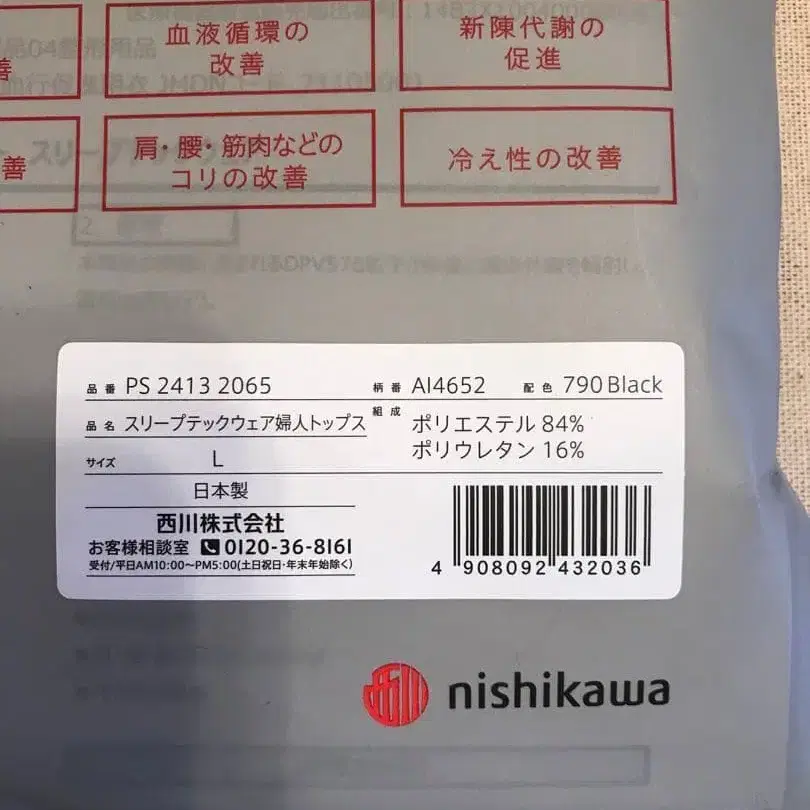 血液循環の
改善
新陳代謝の
促進
善
肩・腰・筋肉などの
コリの改善
冷え性の改善
善
品番 PS 2413 2065
柄番 AI4652
配色 790 Black
品名 スリープテックウェア婦人トップス
組成 ポリエステル 84%
ポリウレタン 16%
サイズ L
日本製
西川株式会社
お客様相談室 0120-36-8161
受付/平日AM10:00〜PM5:00(土日祝日・年末年始除く)
4 908092 432036
西川 nishikawa